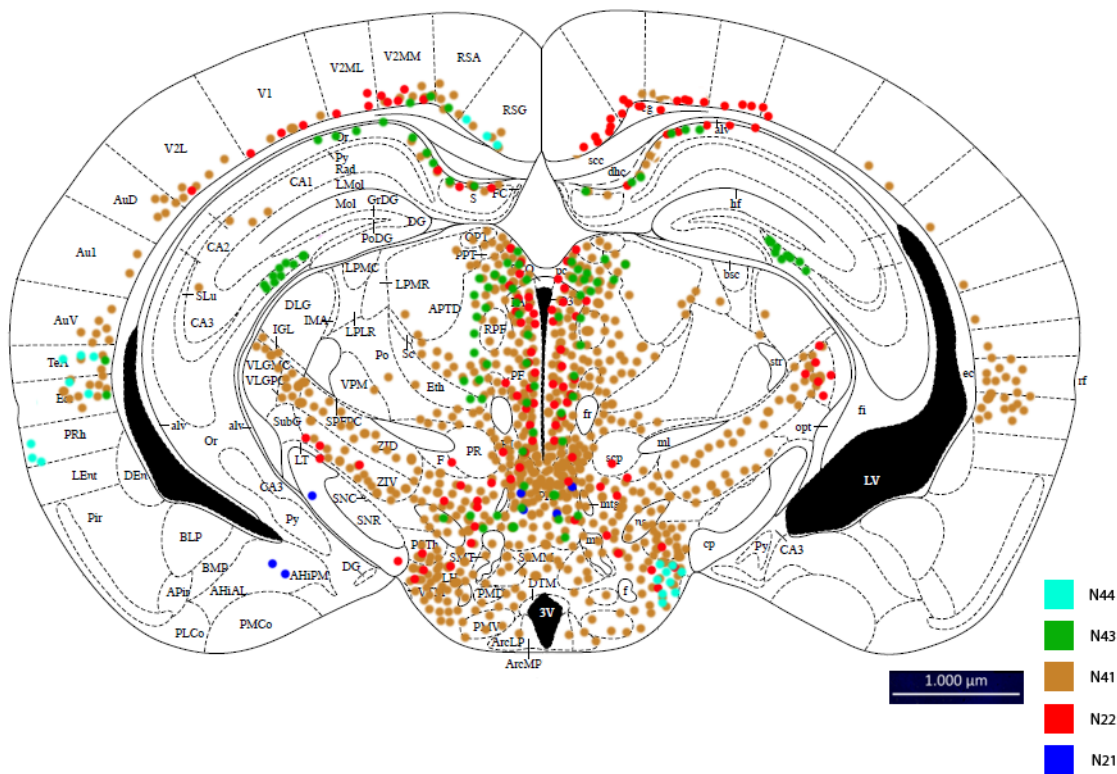 V2MM
RSA
V2ML
V1
RSG
V2L
Or
Py
Rad
LMol
CA1
Mol
GrDG
DG
PoDG
S
FC
scc
dhc
alv
hf
AuD
CA2
Au1
SLu
CA3
AuV
TeA
PRh
LEnt
DEn
Pir
OPT
PPT
LPMC
LPMR
DLG
IMA
LPLR
APTD
IGL
RPF
Sc
Po
VPM
Eth
PF
VLGMC
VLGPC
SubG
SPFPC
pc
bsc
str
fr
ec
rf
fi
opt
ml
scp
alv
Or
alv
LT
ZID
ZIV
F
PR
SNC
SNR
mts
ns
LV
CA3
Py
DG
BLP
BMP
APir
AHiAL
AHiPM
PLCo
PMCo
SMT
PMD
PMV
DTM
3V
f
ArcLP
ArcMP
cp
Py
CA3
1.000 µm
N44
N43
N41
N22
N21